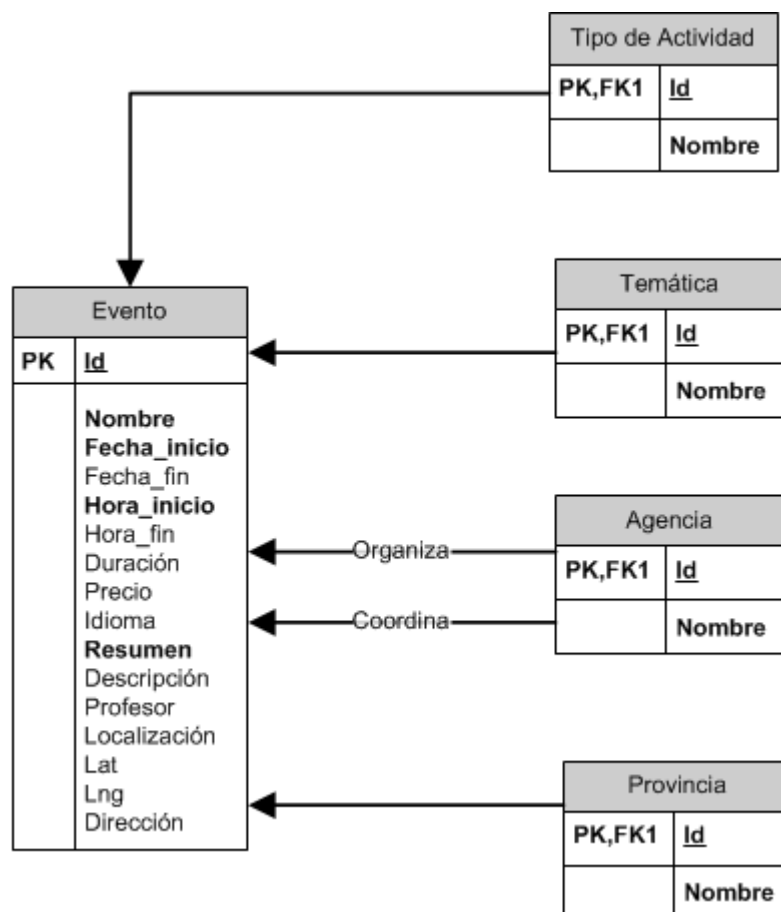 Tipo de Actividad
PK,FK1 Id
Nombre
Evento
PK Id
Nombre
Fecha_inicio
Fecha_fin
Hora_inicio
Hora_fin
Duración
Precio
Idioma
Resumen
Descripción
Profesor
Localización
Lat
Lng
Dirección
Temática
PK,FK1 Id
Nombre
Organiza
Coordina
Agencia
PK,FK1 Id
Nombre
Provincia
PK,FK1 Id
Nombre